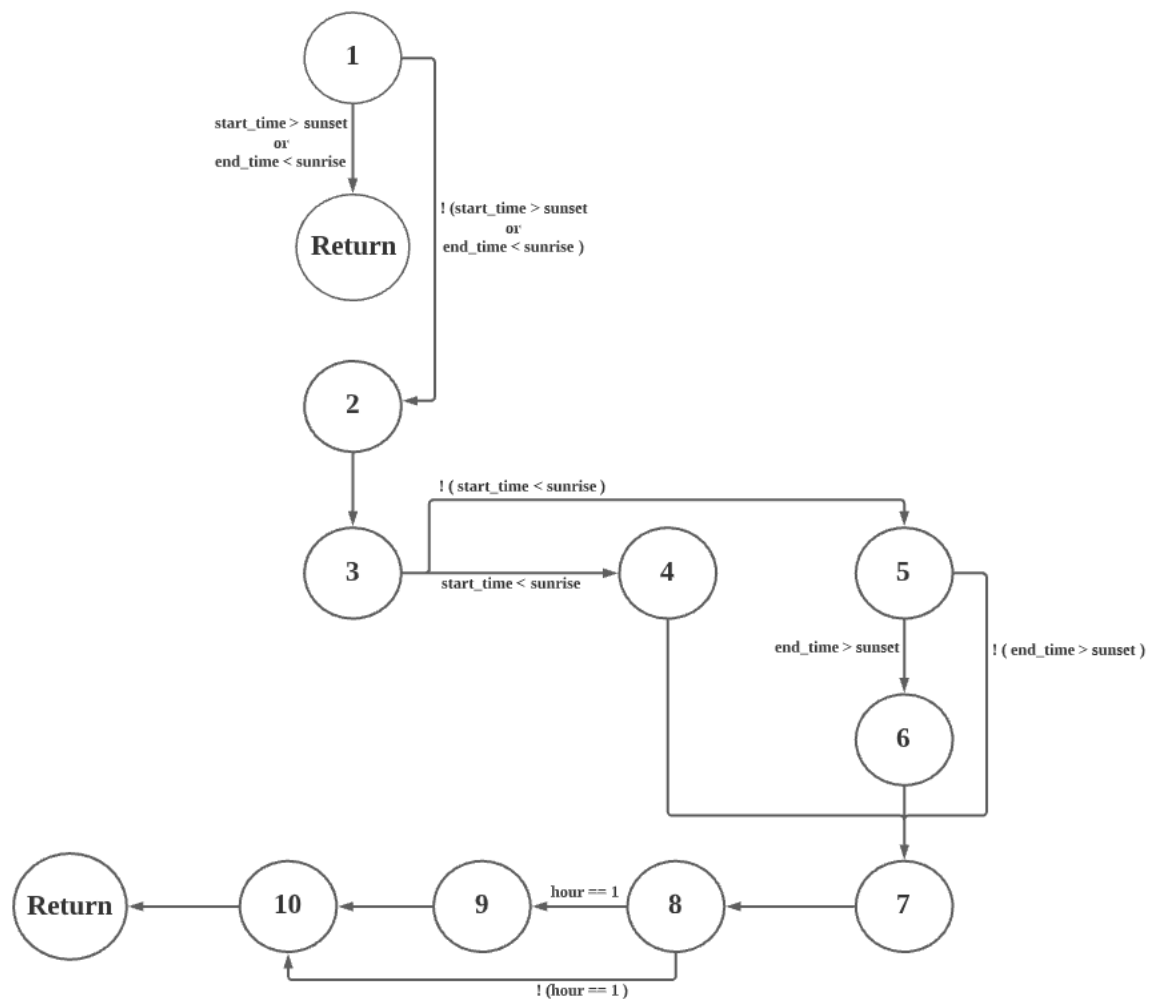 1
start_time > sunset
or
end_time < sunrise
! (start_time > sunset
or
end_time < sunrise )
Return
2
! ( start_time < sunrise )
3
start_time < sunrise
4
5
end_time > sunset
! ( end_time > sunset )
6
Return
10
9
hour == 1
8
7
! (hour == 1 )